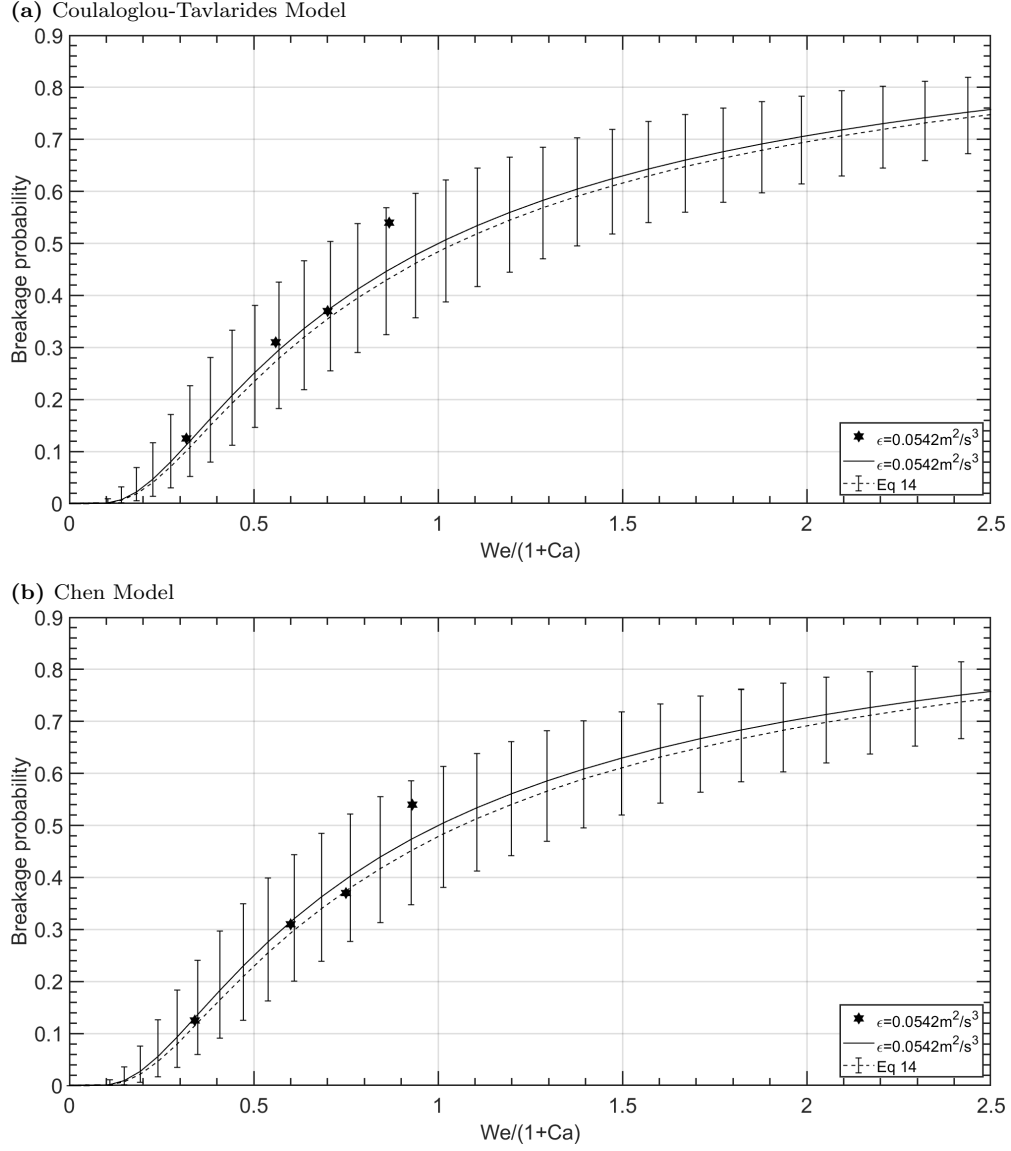 (a) Coulaloglou-Tavlarides Model
0.9
0.8
0.7
0.6
0.5
0.4
0.3
0.2
0.1
0
Breakage probability
0 0.5 1 1.5 2 2.5
We/(1+Ca)
ϵ=0.0542m²/s³
ϵ=0.0542m²/s³
Eq 14
(b) Chen Model
0.9
0.8
0.7
0.6
0.5
0.4
0.3
0.2
0.1
0
Breakage probability
0 0.5 1 1.5 2 2.5
We/(1+Ca)
ϵ=0.0542m²/s³
ϵ=0.0542m²/s³
Eq 14